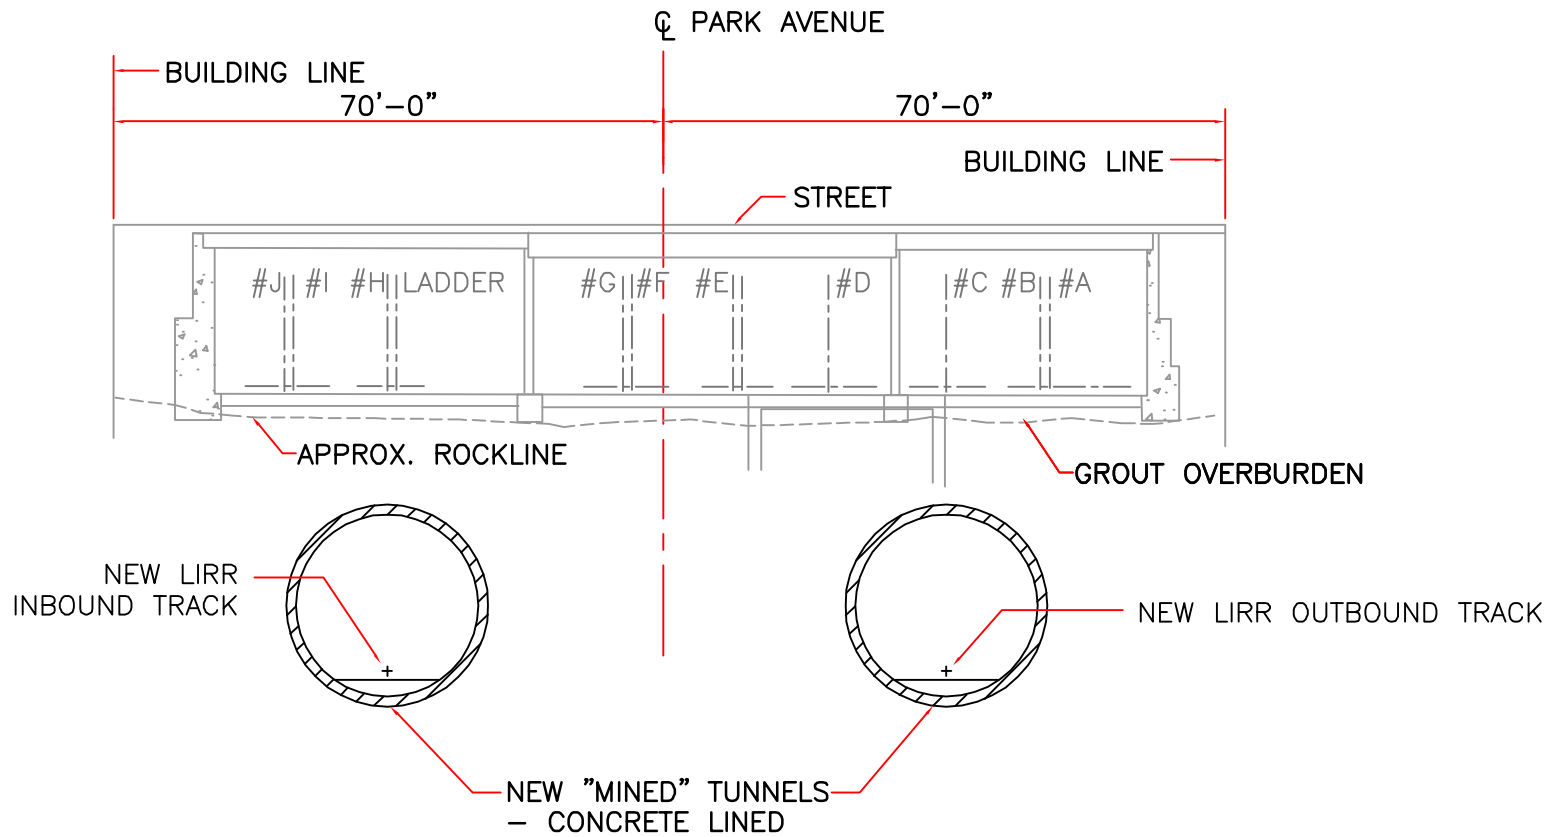 ℄ PARK AVENUE
BUILDING LINE
70'-0" 70'-0"
BUILDING LINE
STREET
#J #I #H LADDER #G #F #E #D #C #B #A
APPROX. ROCKLINE
GROUT OVERBURDEN
NEW LIRR
INBOUND TRACK
NEW LIRR OUTBOUND TRACK
NEW "MINED" TUNNELS
- CONCRETE LINED